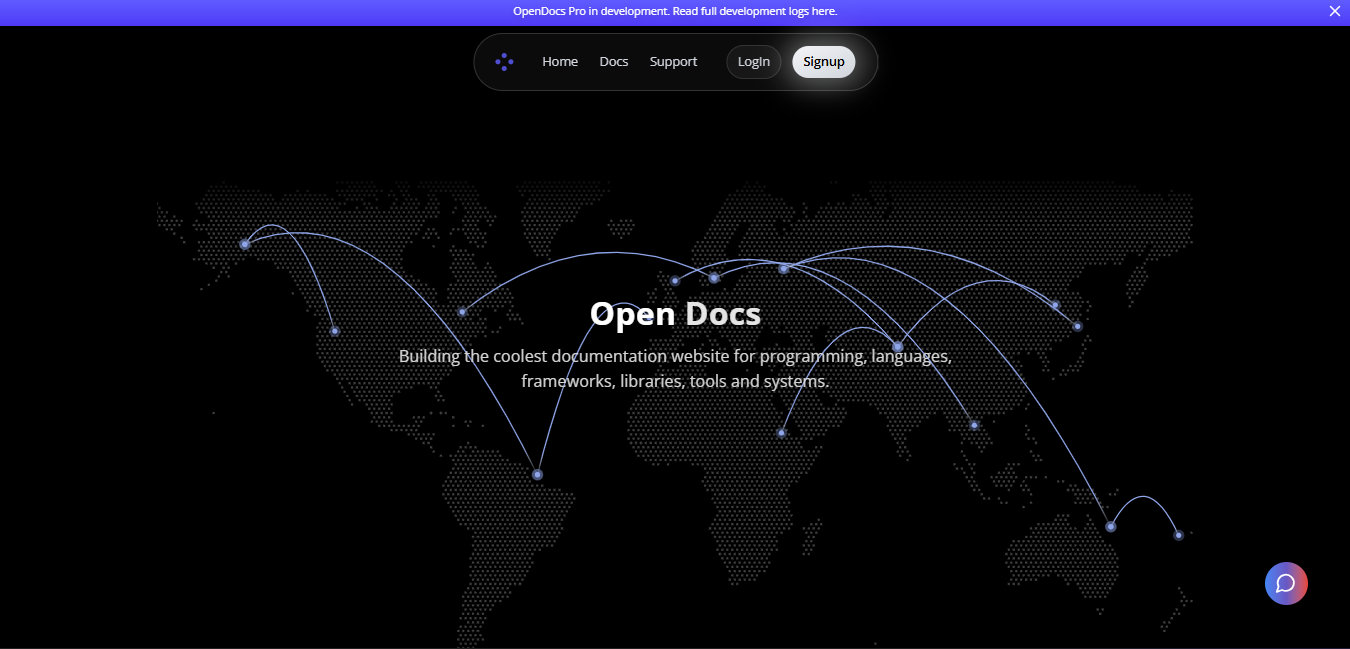 OpenDocs Pro in development. Read full development logs here.
Home Docs Support LogIn Signup
Open Docs
Building the coolest documentation website for programming, languages,
frameworks, libraries, tools and systems.